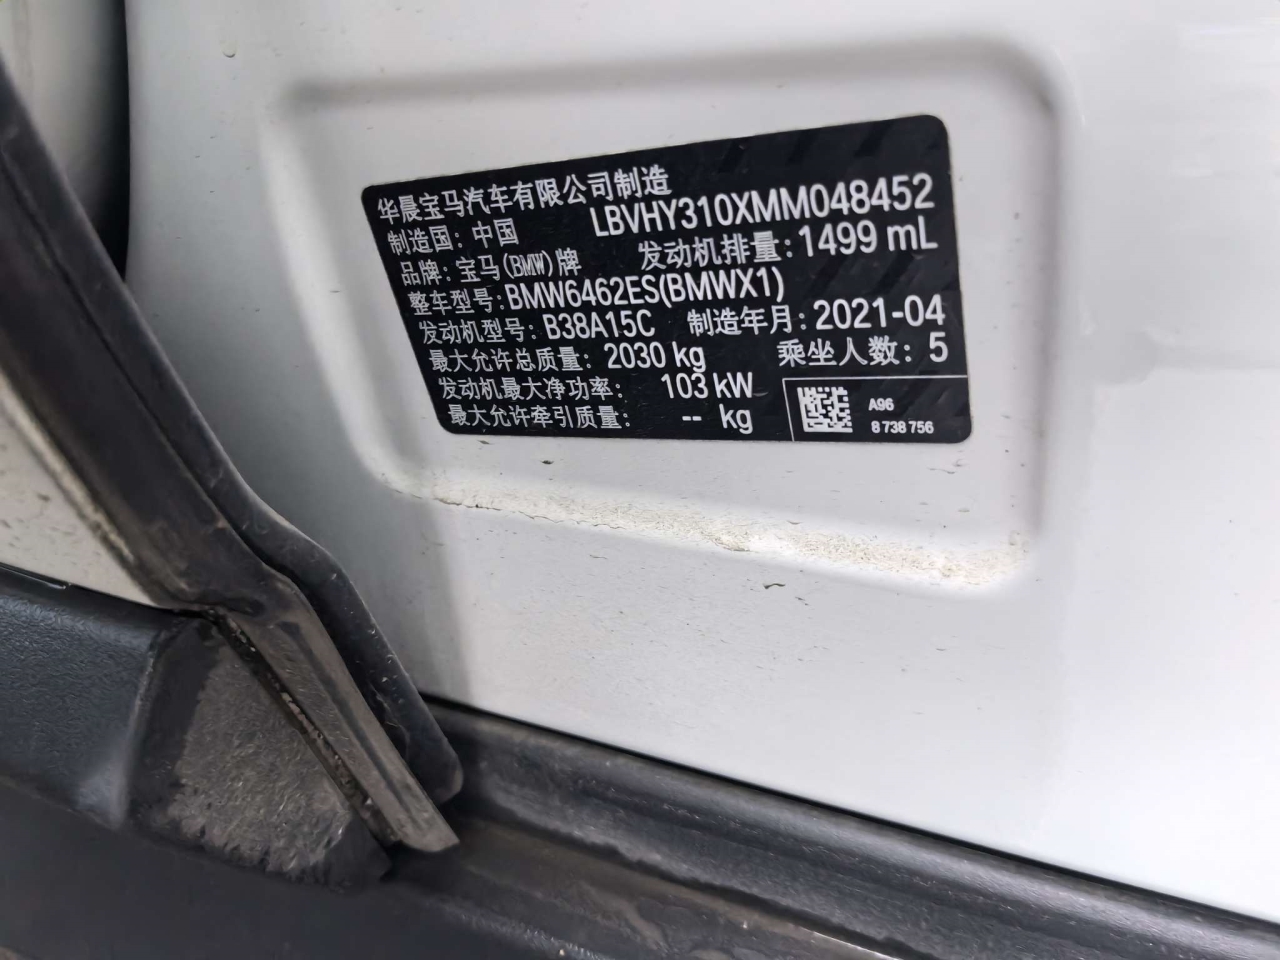 华晨宝马汽车有限公司制造
制造国：中国 LBVHY310XMM048452
品牌：宝马(BMW)牌 发动机排量：1499 mL
整车型号：BMW6462ES(BMWX1)
发动机型号：B38A15C 制造年月：2021-04
最大允许总质量：2030 kg 乘坐人数：5
发动机最大净功率：103 kW
最大允许牵引质量：-- kg
A96
8 738 756